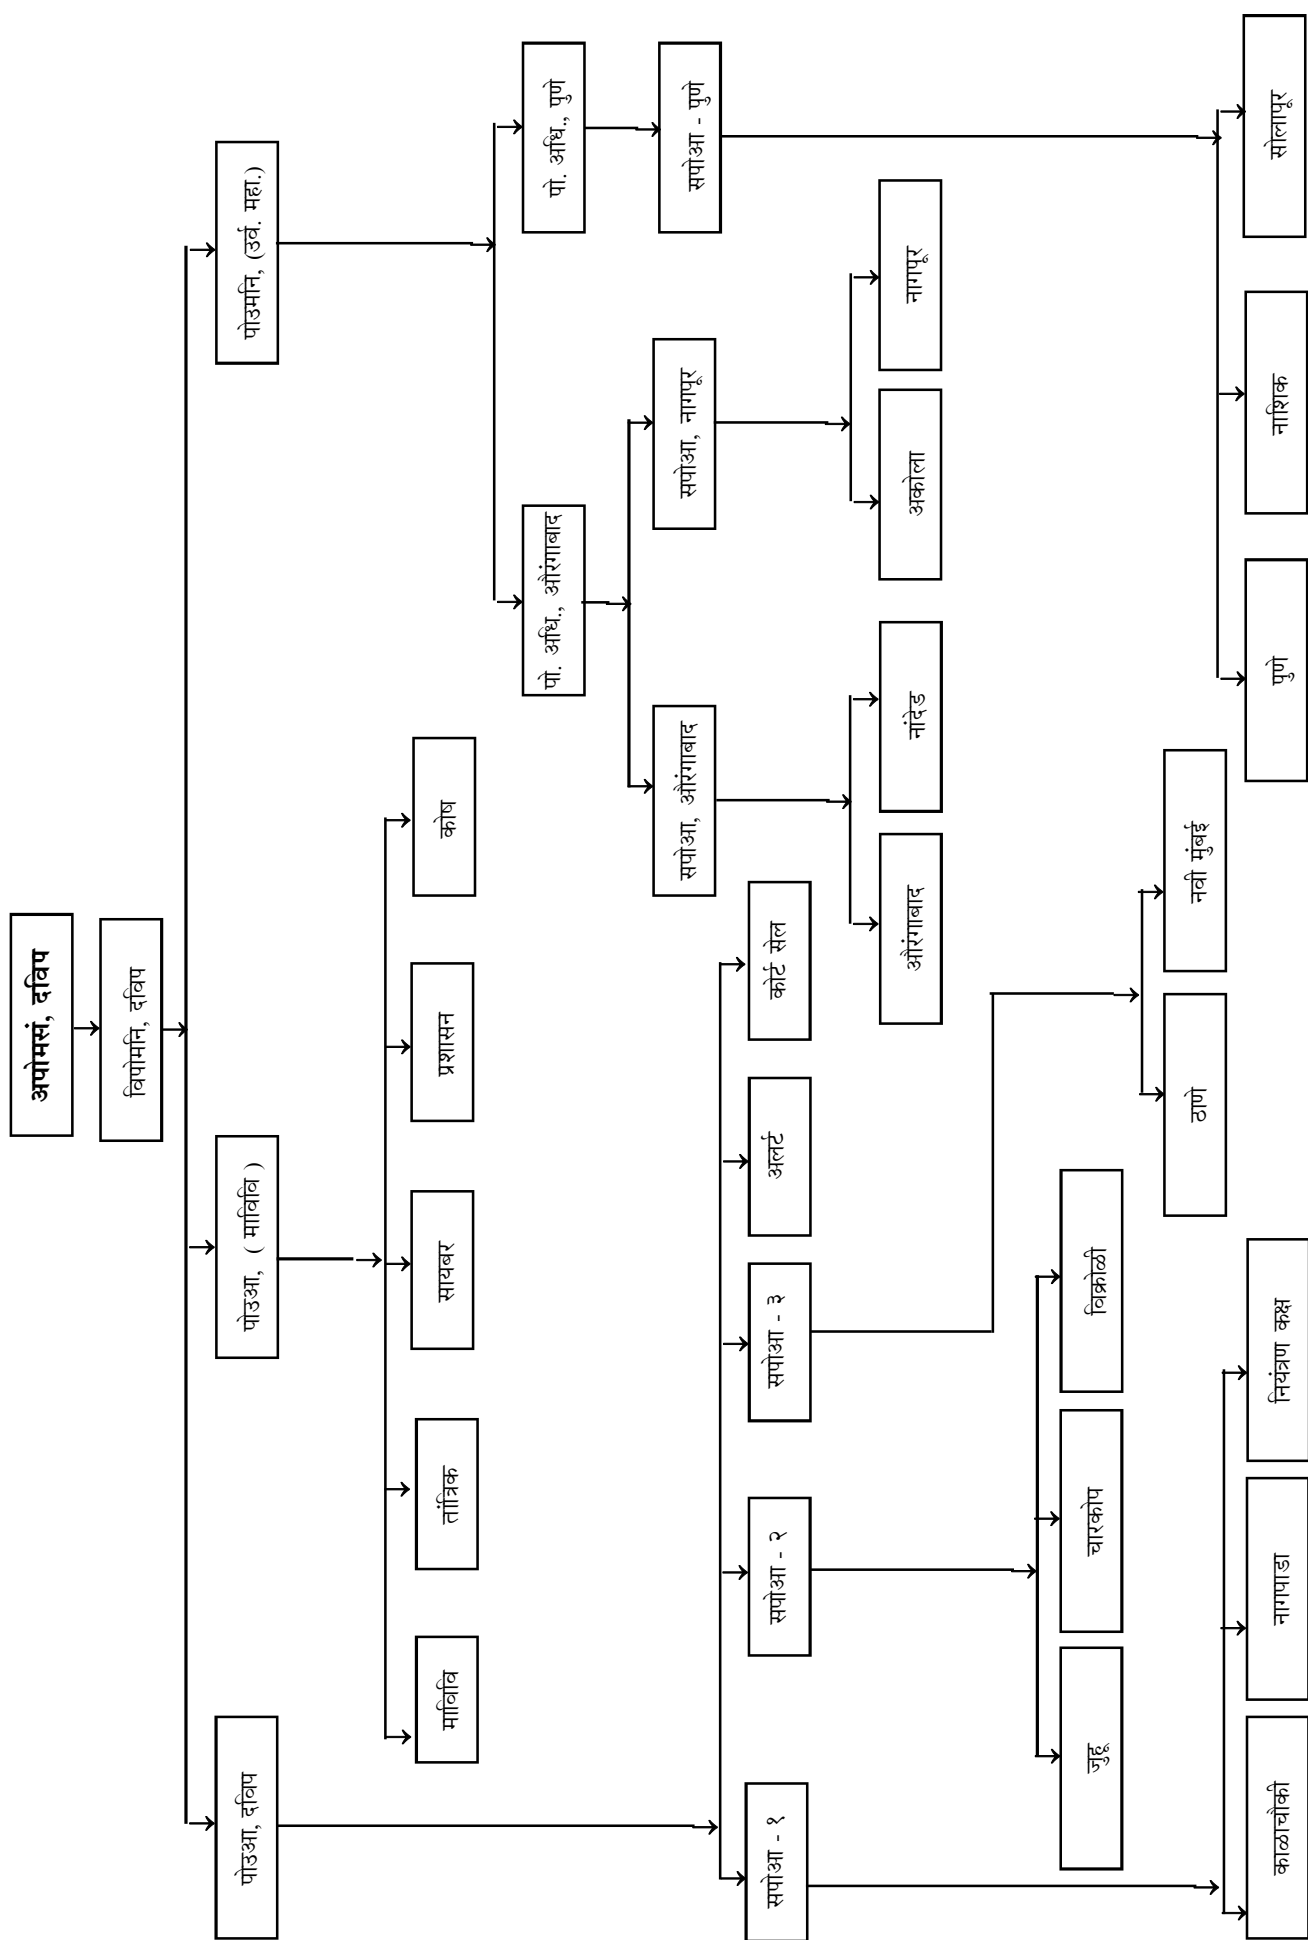 अपोमसं, दविप
विपोमनि, दविप
पोउआ, दविप
पोउआ, ( माविवि )
पोउमनि, (उर्व. महा.)
माविवि
तांत्रिक
सायबर
प्रशासन
कोष
पो. अधि., औरंगाबाद
पो. अधि., पुणे
सपोआ, औरंगाबाद
सपोआ, नागपूर
सपोआ - पुणे
सपोआ - १
सपोआ - २
सपोआ - ३
अलर्ट
कोर्ट सेल
औरंगाबाद
नांदेड
अकोला
नागपूर
जुहू
चारकोप
विक्रोळी
ठाणे
नवी मुंबई
काळाचौकी
नागपाडा
नियंत्रण कक्ष
पुणे
नाशिक
सोलापूर